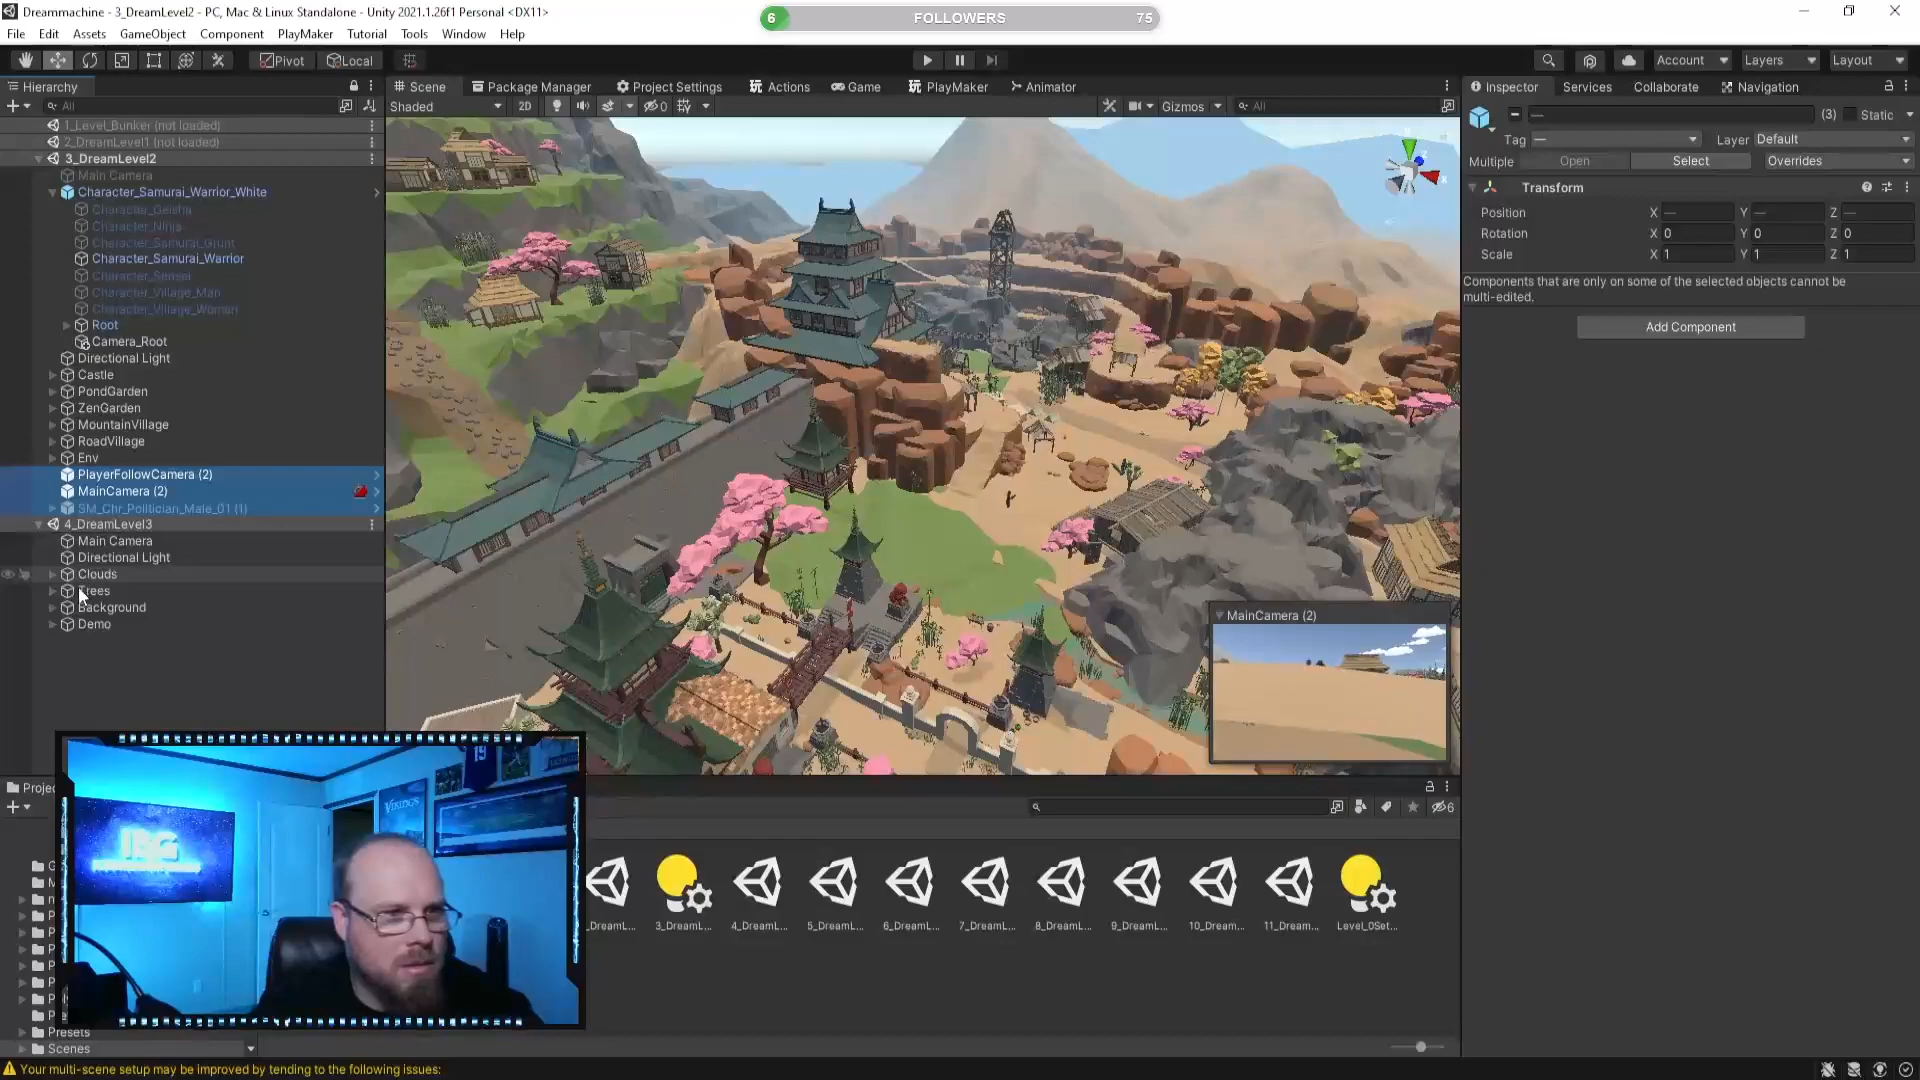 Dreammachine - 3_DreamLevel2 - PC, Mac & Linux Standalone - Unity 2021.1.26f1 Personal <DX11>
6 FOLLOWERS 75
File Edit Assets GameObject Component PlayMaker Tutorial Tools Window Help
Pivot Local Account Layers Layout
Hierarchy
All
1_Level_Bunker (not loaded)
2_DreamLevel1 (not loaded)
3_DreamLevel2
Main Camera
Character_Samurai_Warrior_White
Character_Geisha
Character_Ninja
Character_Samurai_Grunt
Character_Samurai_Warrior
Character_Sensei
Character_Village_Man
Character_Village_Woman
Root
Camera_Root
Directional Light
Castle
PondGarden
ZenGarden
MountainVillage
RoadVillage
Env
PlayerFollowCamera (2)
MainCamera (2)
SM_Chr_Politician_Male_01 (1)
4_DreamLevel3
Main Camera
Directional Light
Clouds
Trees
Background
Demo
Scene Package Manager Project Settings Actions Game PlayMaker Animator
Shaded 2D 0 Gizmos All
MainCamera (2)
Inspector Services Collaborate Navigation
— (3) Static
Tag — Layer Default
Multiple Open Select Overrides
Transform
Position X — Y — Z —
Rotation X 0 Y 0 Z 0
Scale X 1 Y 1 Z 1
Components that are only on some of the selected objects cannot be
multi-edited.
Add Component
Projec
6
19
VIKINGS
IBG
_DreamL... 3_DreamL... 4_DreamL... 5_DreamL... 6_DreamL... 7_DreamL... 8_DreamL... 9_DreamL... 10_Dream... 11_Dream... Level_0Set...
Presets
Scenes
Your multi-scene setup may be improved by tending to the following issues: